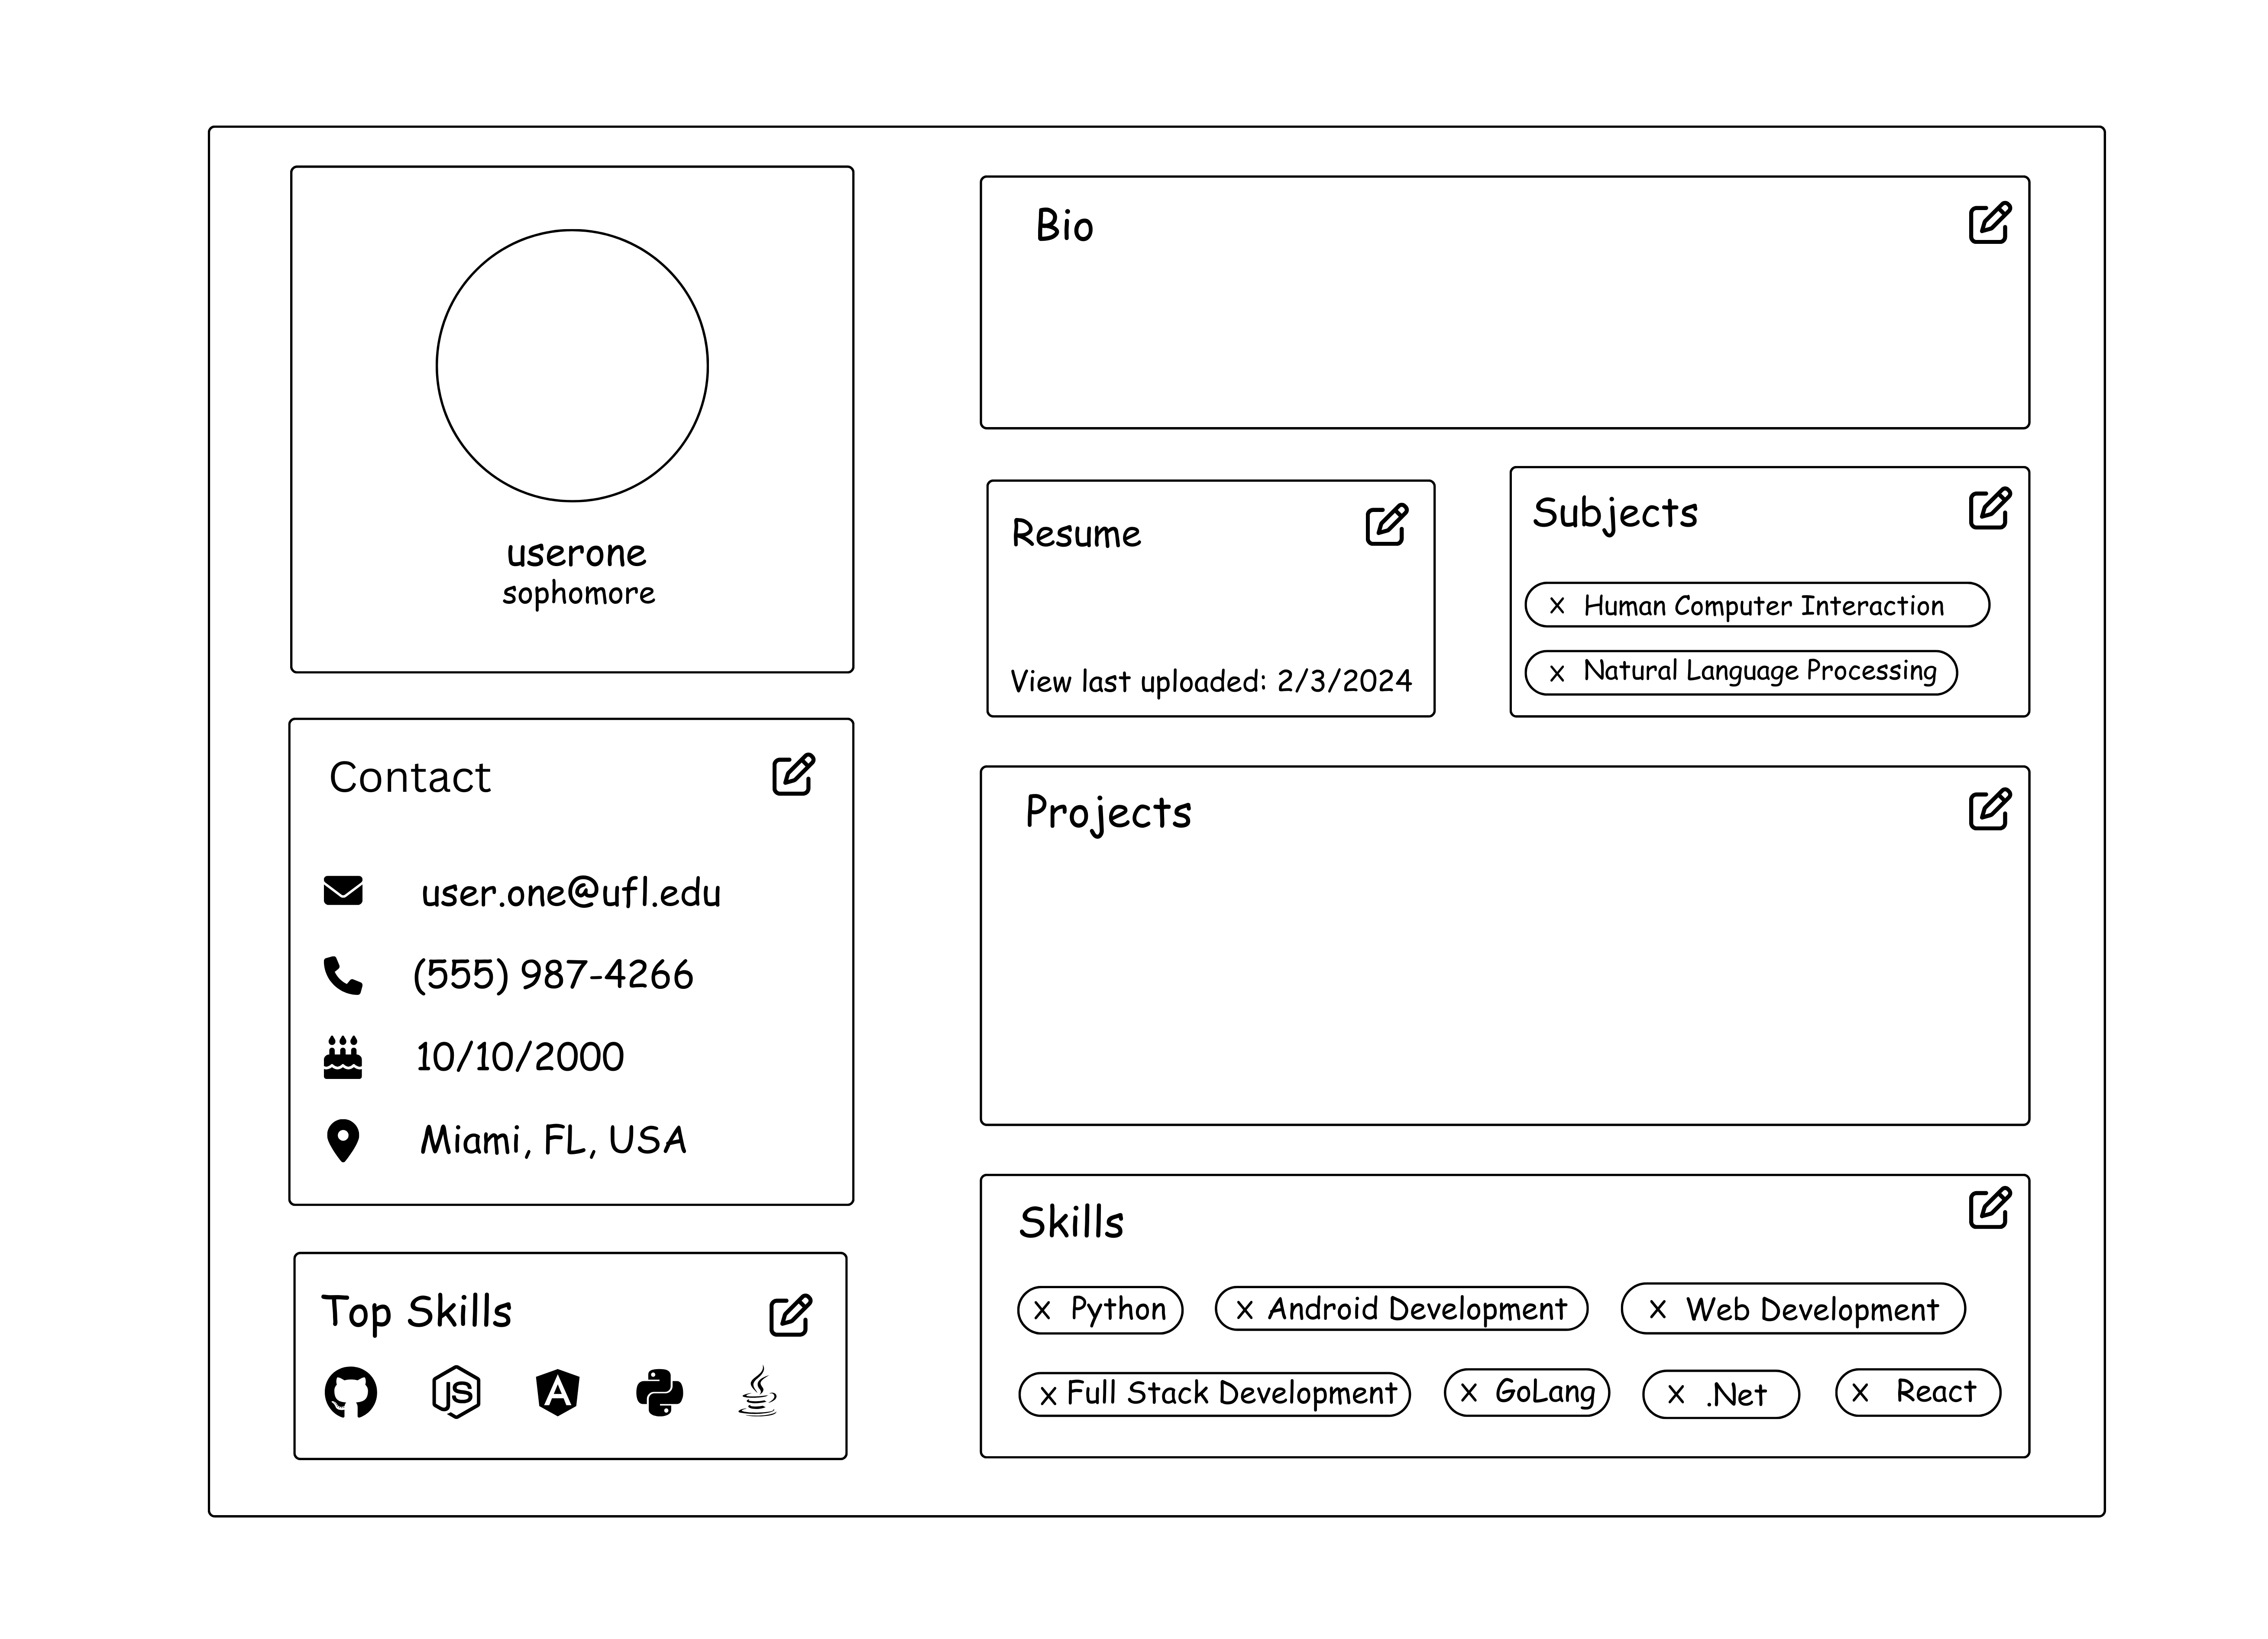 userone
sophomore
Contact
user.one@ufl.edu
(555) 987-4266
10/10/2000
Miami, FL, USA
Top Skills
JS
A
Bio
Resume
View last uploaded: 2/3/2024
Subjects
x Human Computer Interaction
x Natural Language Processing
Projects
Skills
x Python x Android Development x Web Development
x Full Stack Development x GoLang x .Net x React